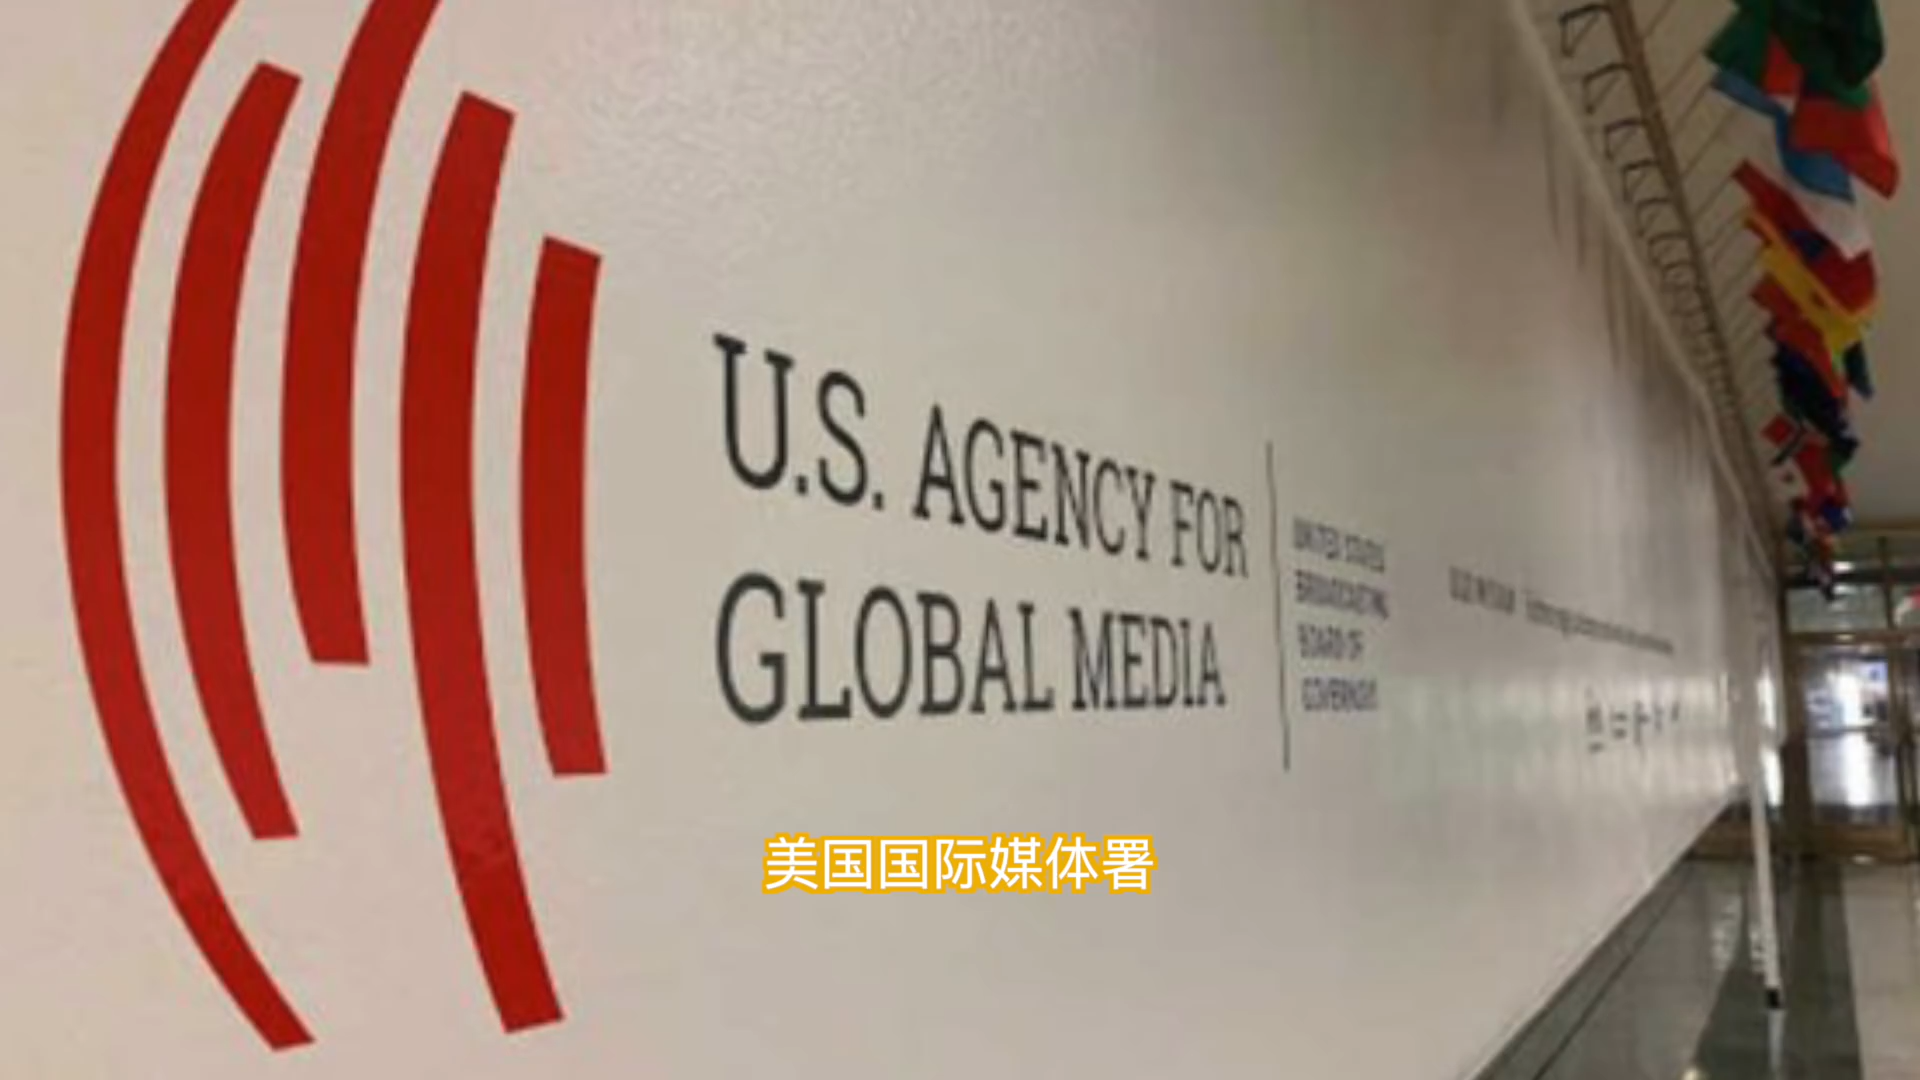 U.S. AGENCY FOR
GLOBAL MEDIA
UNITED STATES
BROADCASTING
BOARD OF
GOVERNORS
美国国际媒体署